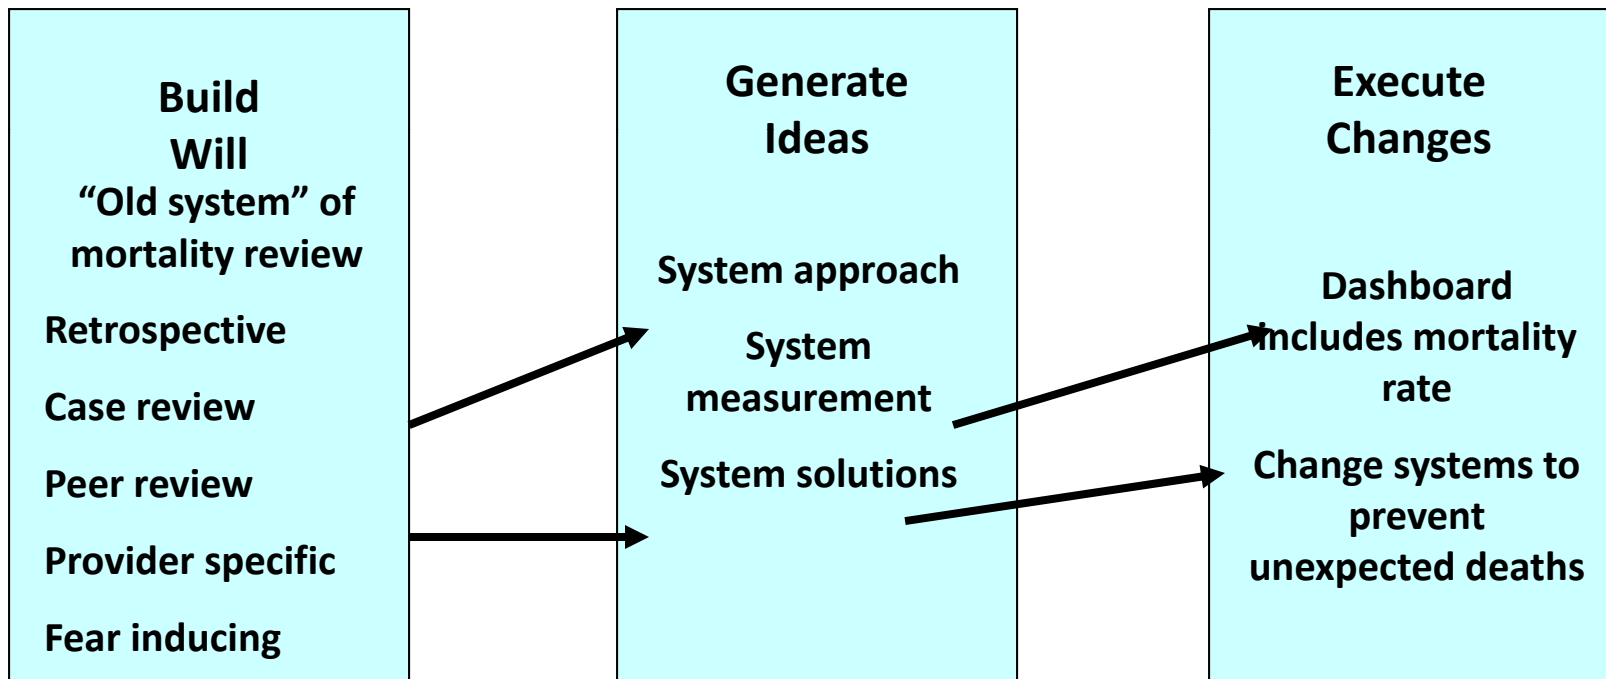 Build
Will
“Old system” of
mortality review
Retrospective
Case review
Peer review
Provider specific
Fear inducing
Generate
Ideas
System approach
System
measurement
System solutions
Execute
Changes
Dashboard
includes mortality
rate
Change systems to
prevent
unexpected deaths